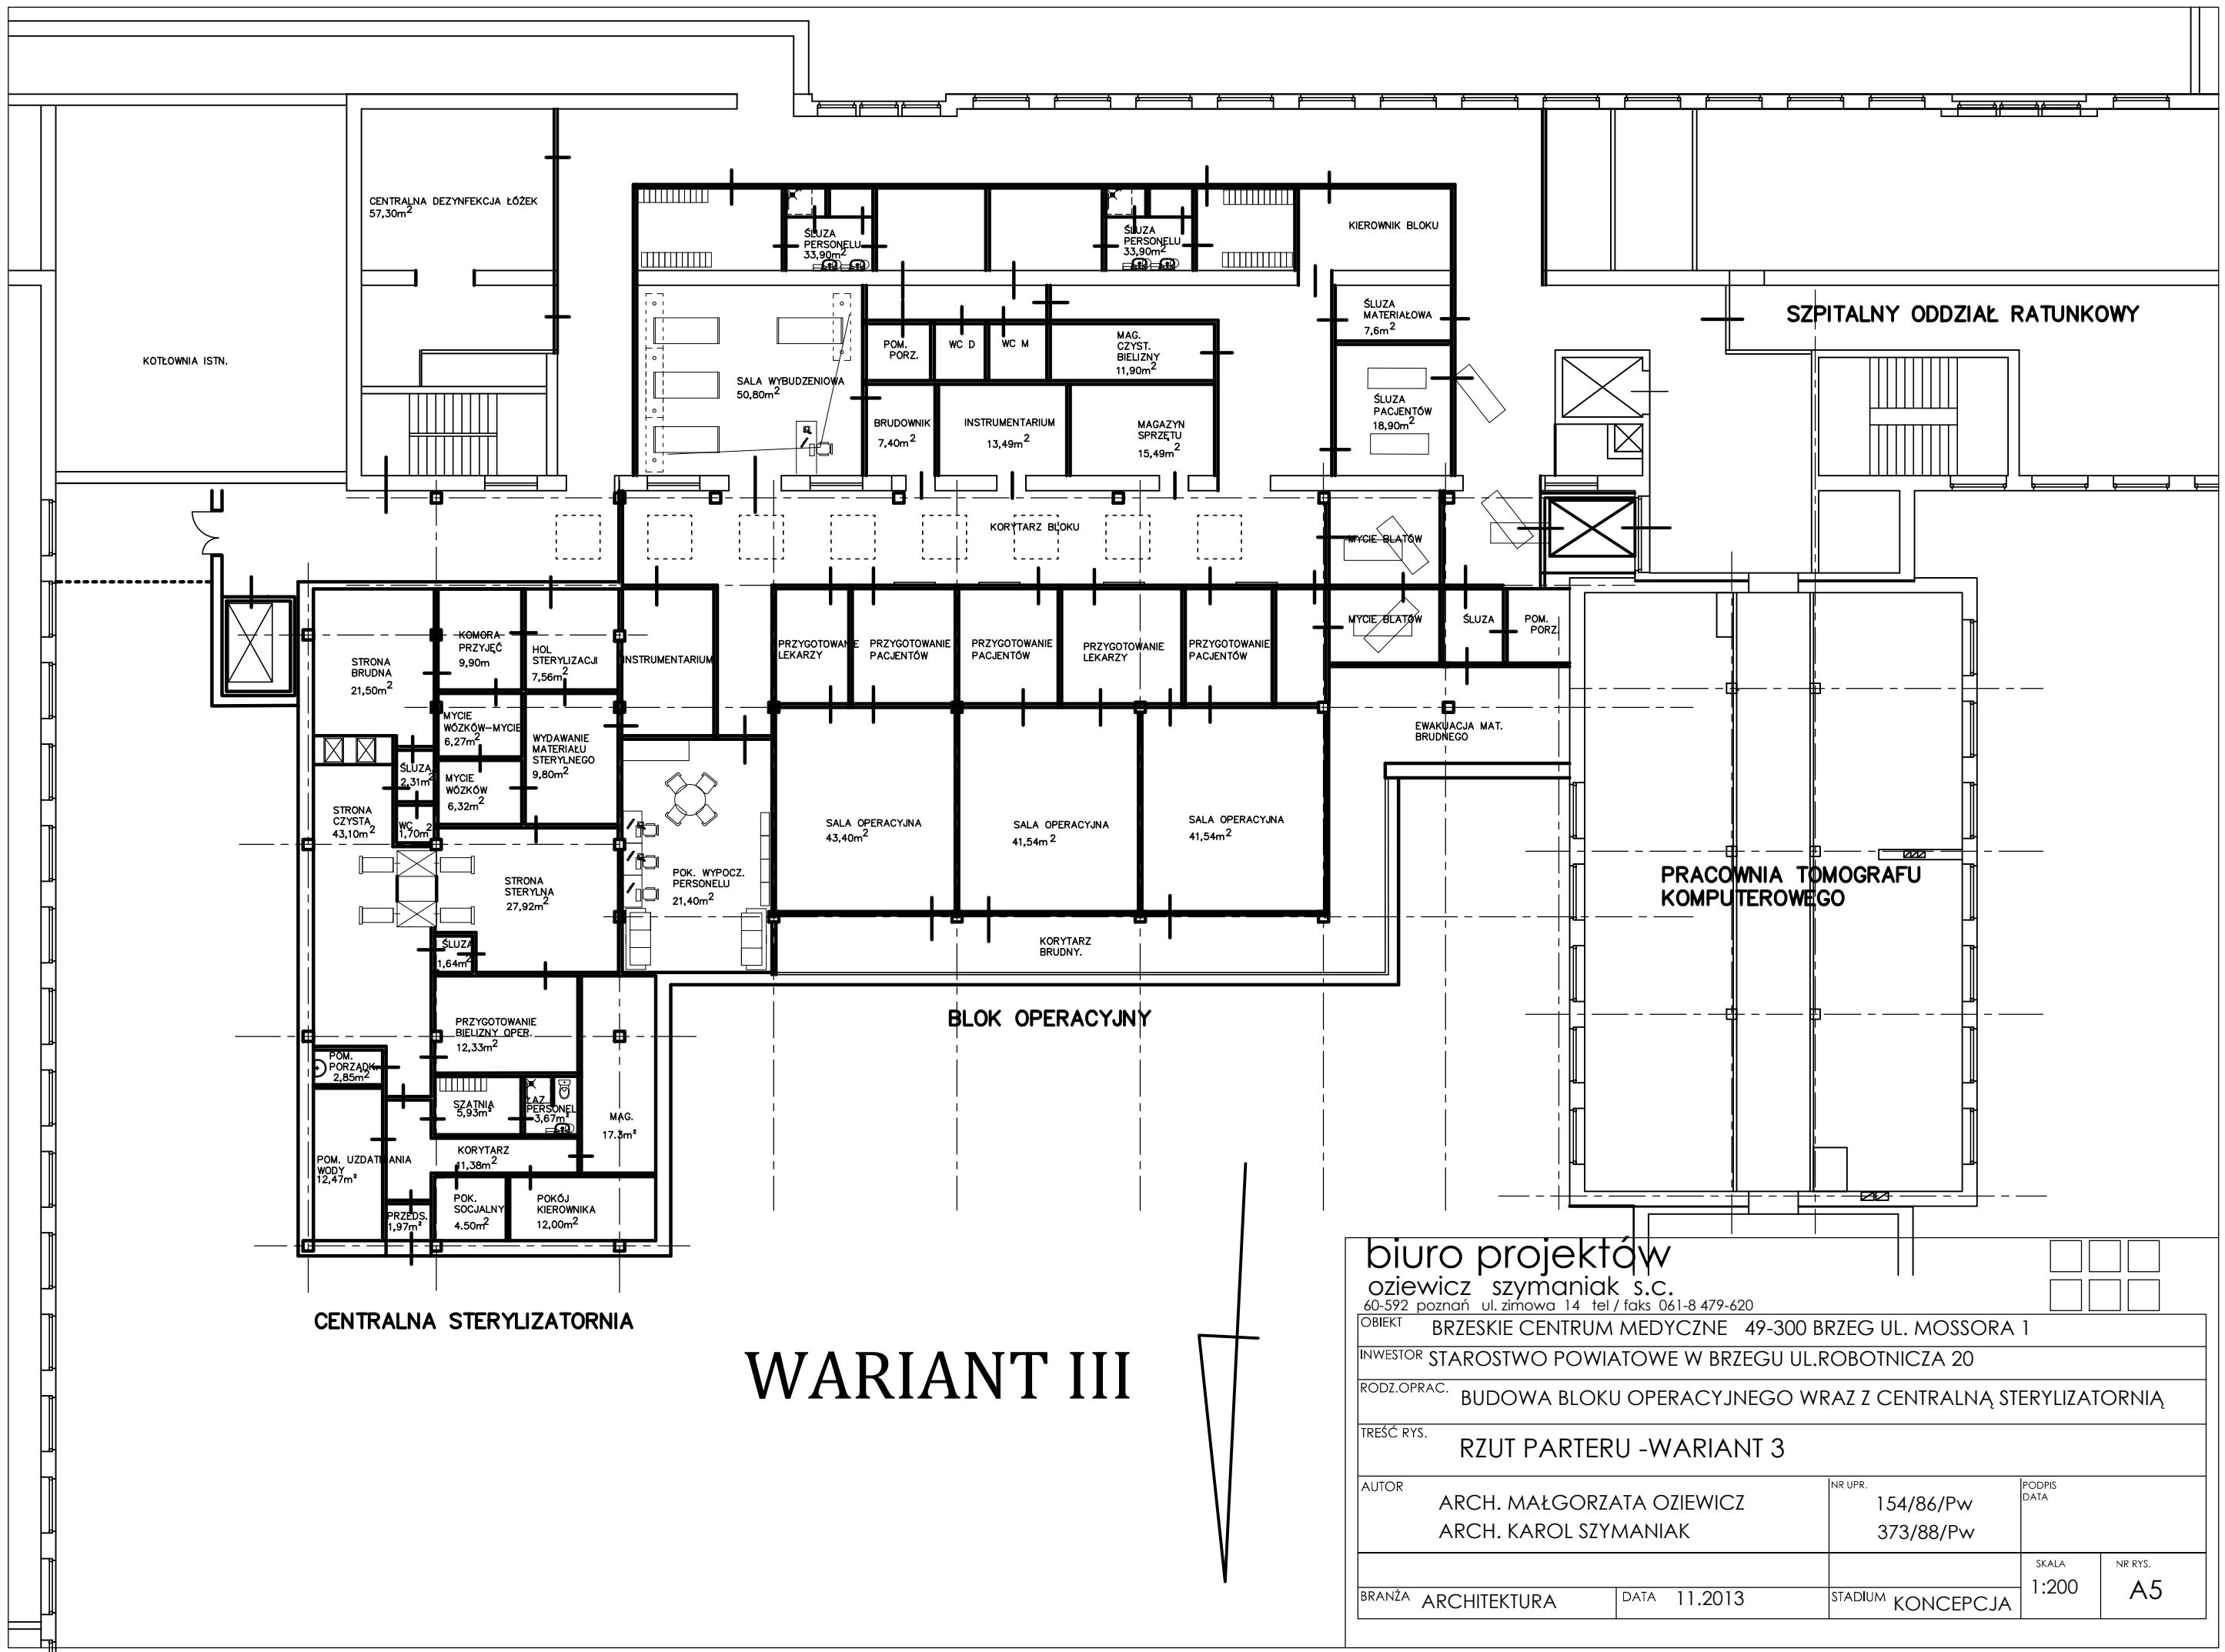 CENTRALNA DEZYNFEKCJA ŁÓŻEK
57,30m2
KOTŁOWNIA ISTN.
ŚLUZA
PERSONELU
33,90m2
ŚLUZA
PERSONELU
33,90m2
KIEROWNIK BLOKU
ŚLUZA
MATERIAŁOWA
7,6m2
SZPITALNY ODDZIAŁ RATUNKOWY
POM.
PORZ.
WC D
WC M
MAG.
CZYST.
BIELIZNY
11,90m2
SALA WYBUDZENIOWA
50,80m2
ŚLUZA
PACJENTÓW
18,90m2
BRUDOWNIK
7,40m2
INSTRUMENTARIUM
13,49m2
MAGAZYN
SPRZĘTU
15,49m2
KORYTARZ BLOKU
MYCIE BLATÓW
MYCIE BLATÓW
ŚLUZA
POM.
PORZ.
STRONA
BRUDNA
21,50m2
KOMORA
PRZYJĘĆ
9,90m
HOL
STERYLIZACJI
7,56m2
INSTRUMENTARIUM
PRZYGOTOWANIE
LEKARZY
PRZYGOTOWANIE
PACJENTÓW
PRZYGOTOWANIE
PACJENTÓW
PRZYGOTOWANIE
LEKARZY
PRZYGOTOWANIE
PACJENTÓW
MYCIE
WÓZKÓW-MYCIE
6,27m2
WYDAWANIE
MATERIAŁU
STERYLNEGO
9,80m2
EWAKUACJA MAT.
BRUDNEGO
ŚLUZA
2,31m2
MYCIE
WÓZKÓW
6,32m2
STRONA
CZYSTA
43,10m2
WC
1,70m2
SALA OPERACYJNA
43,40m2
SALA OPERACYJNA
41,54m2
SALA OPERACYJNA
41,54m2
STRONA
STERYLNA
27,92m2
POK. WYPOCZ.
PERSONELU
21,40m2
PRACOWNIA TOMOGRAFU
KOMPUTEROWEGO
ŚLUZA
1,64m2
KORYTARZ
BRUDNY.
BLOK OPERACYJNY
PRZYGOTOWANIE
BIELIZNY OPER.
12,33m2
POM.
PORZĄDK.
2,85m2
SZATNIA
5,93m²
ŁAZ.
PERSONEL
3,67m²
MAG.
17.3m²
POM. UZDATNIANIA
WODY
12,47m²
KORYTARZ
11,38m2
PRZEDS.
1,97m²
POK.
SOCJALNY
4.50m2
POKÓJ
KIEROWNIKA
12,00m2
CENTRALNA STERYLIZATORNIA
WARIANT III
biuro projektów
oziewicz szymaniak s.c.
60-592 poznań ul. zimowa 14 tel / faks 061-8 479-620
OBIEKT BRZESKIE CENTRUM MEDYCZNE 49-300 BRZEG UL. MOSSORA 1
INWESTOR STAROSTWO POWIATOWE W BRZEGU UL.ROBOTNICZA 20
RODZ.OPRAC. BUDOWA BLOKU OPERACYJNEGO WRAZ Z CENTRALNĄ STERYLIZATORNIĄ
TREŚĆ RYS. RZUT PARTERU -WARIANT 3
AUTOR
ARCH. MAŁGORZATA OZIEWICZ
ARCH. KAROL SZYMANIAK
NR UPR.
154/86/Pw
373/88/Pw
PODPIS
DATA
SKALA
1:200
NR RYS.
A5
BRANŻA ARCHITEKTURA
DATA 11.2013
STADIUM KONCEPCJA